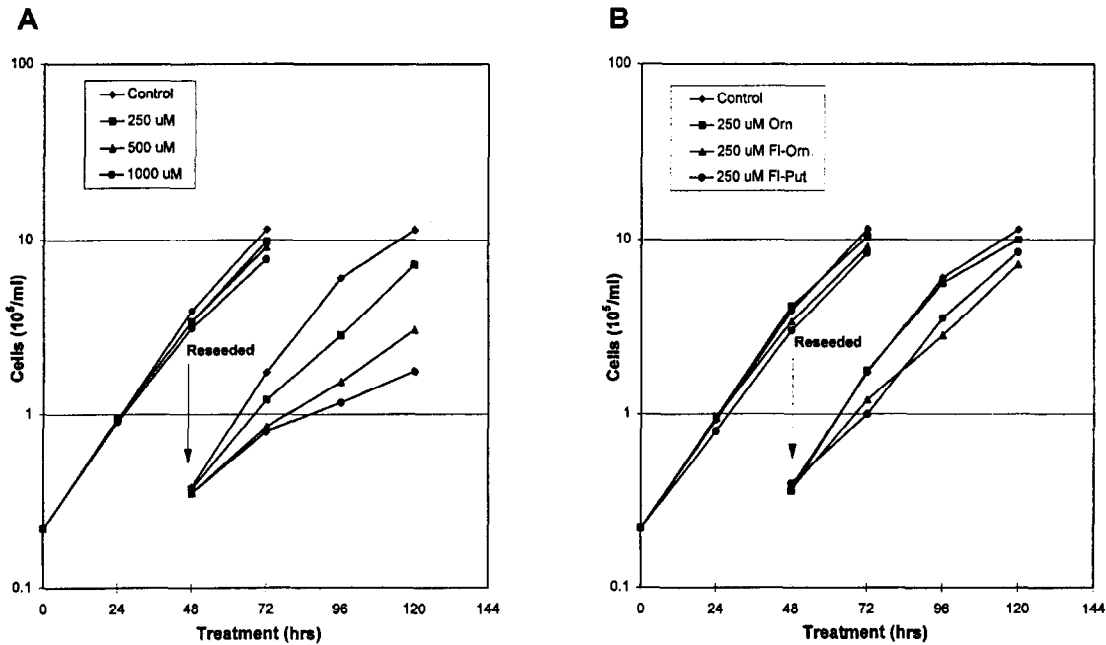 A
100
10
1
0.1
Cells (10⁵/ml)
Control
250 uM
500 uM
1000 uM
Reseeded
0 24 48 72 96 120 144
Treatment (hrs)
B
100
10
1
0.1
Cells (10⁵/ml)
Control
250 uM Orn
250 uM Fl-Orn
250 uM Fl-Put
Reseeded
0 24 48 72 96 120 144
Treatment (hrs)